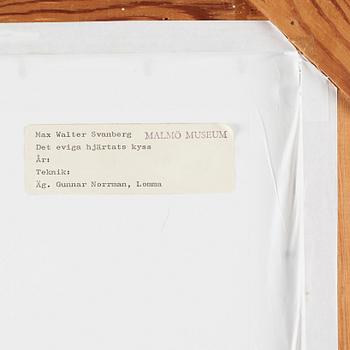 Max Walter Svanberg MALMÖ MUSEUM
Det eviga hjärtats kyss
År:
Teknik:
Äg. Gunnar Norrman, Lomma